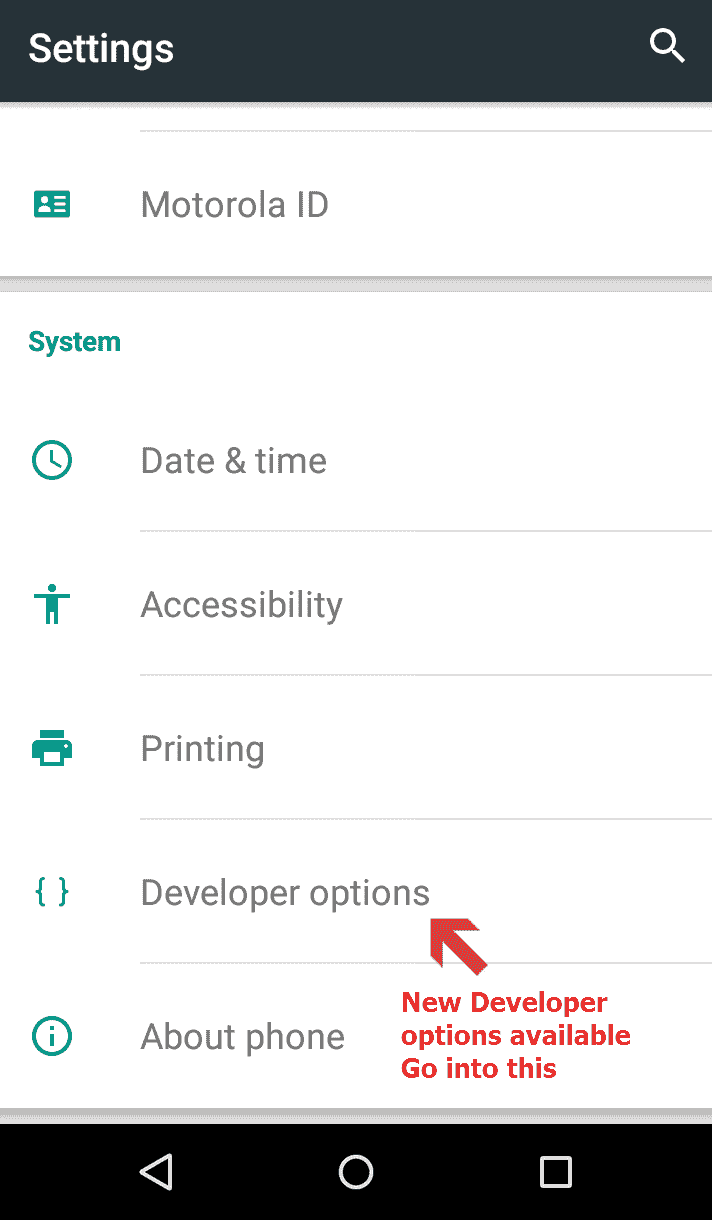 Settings
Motorola ID
System
Date & time
Accessibility
Printing
{ } Developer options
New Developer
options available
Go into this
About phone